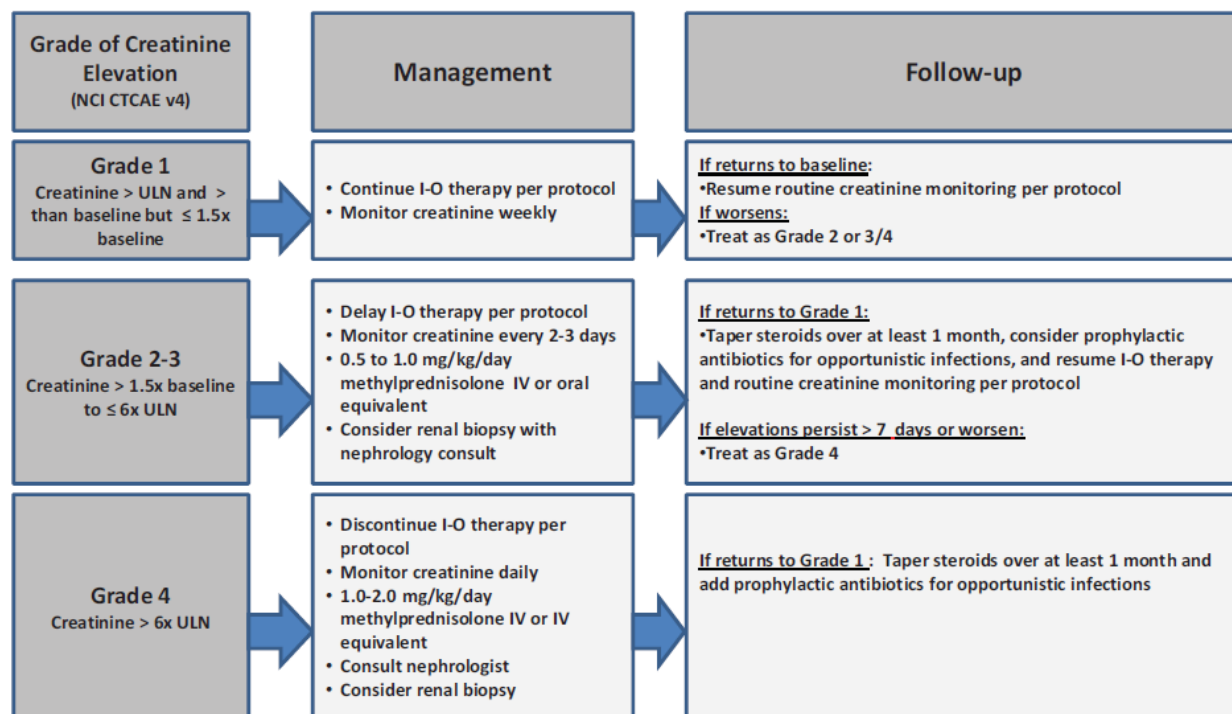 Grade of Creatinine
Elevation
(NCI CTCAE v4)
Management
Follow-up
Grade 1
Creatinine > ULN and >
than baseline but ≤ 1.5x
baseline
• Continue I-O therapy per protocol
• Monitor creatinine weekly
If returns to baseline:
•Resume routine creatinine monitoring per protocol
If worsens:
•Treat as Grade 2 or 3/4
Grade 2-3
Creatinine > 1.5x baseline
to ≤ 6x ULN
• Delay I-O therapy per protocol
• Monitor creatinine every 2-3 days
• 0.5 to 1.0 mg/kg/day
methylprednisolone IV or oral
equivalent
• Consider renal biopsy with
nephrology consult
If returns to Grade 1:
•Taper steroids over at least 1 month, consider prophylactic
antibiotics for opportunistic infections, and resume I-O therapy
and routine creatinine monitoring per protocol
If elevations persist > 7 days or worsen:
•Treat as Grade 4
Grade 4
Creatinine > 6x ULN
• Discontinue I-O therapy per
protocol
• Monitor creatinine daily
• 1.0-2.0 mg/kg/day
methylprednisolone IV or IV
equivalent
• Consult nephrologist
• Consider renal biopsy
If returns to Grade 1 : Taper steroids over at least 1 month and
add prophylactic antibiotics for opportunistic infections